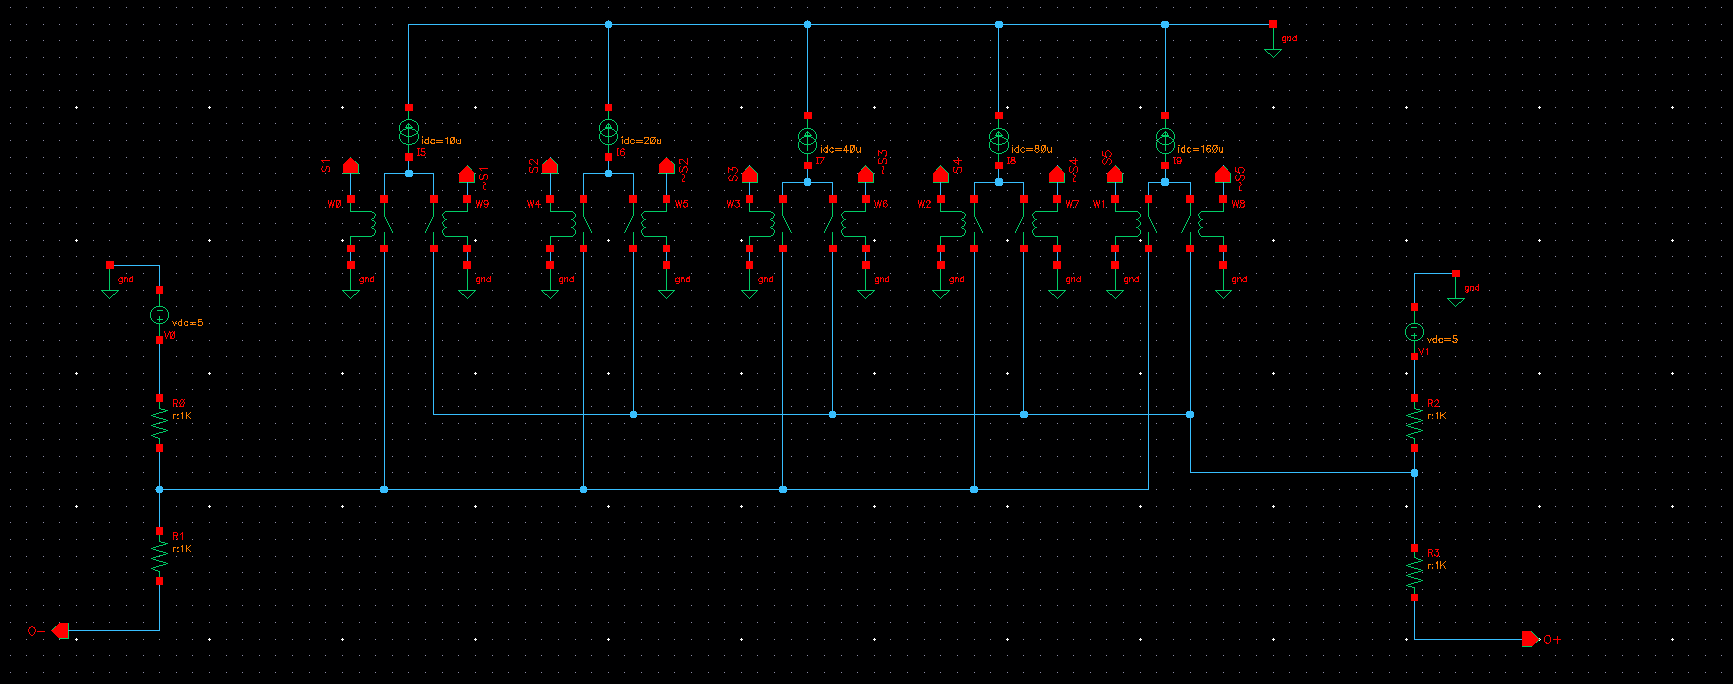 gnd
idc=10u
I5
idc=20u
I6
idc=40u
I7
idc=80u
I8
idc=160u
I9
S1
~S1
S2
~S2
S3
~S3
S4
~S4
S5
~S5
W0
W9
W4
W5
W3
W6
W2
W7
W1
W8
gnd
gnd
gnd
gnd
gnd
gnd
gnd
gnd
gnd
gnd
gnd
vdc=5
V0
gnd
vdc=5
V1
R0
r:1K
R2
r:1K
R1
r:1K
R3
r:1K
O-
O+